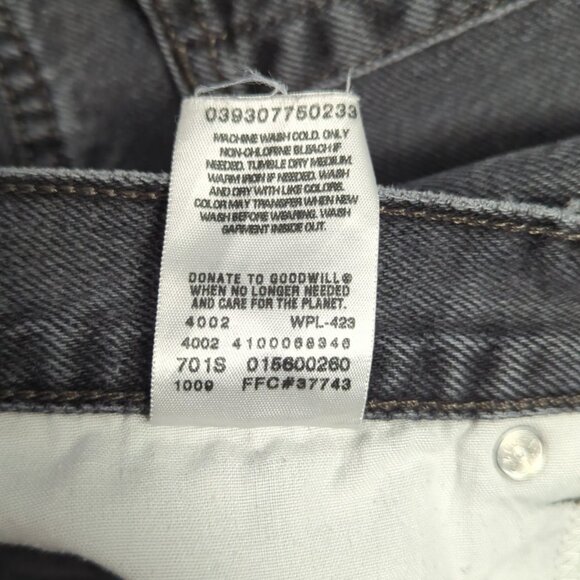 039307750233
MACHINE WASH COLD. ONLY
NON-CHLORINE BLEACH IF
NEEDED. TUMBLE DRY MEDIUM.
WARM IRON IF NEEDED. WASH
AND DRY WITH LIKE COLORS.
COLOR MAY TRANSFER WHEN NEW
WASH BEFORE WEARING. WASH
GARMENT INSIDE OUT.
DONATE TO GOODWILL®
WHEN NO LONGER NEEDED
AND CARE FOR THE PLANET.
4002 WPL-423
4002 4100068346
701S 015600260
1009 FFC#37743